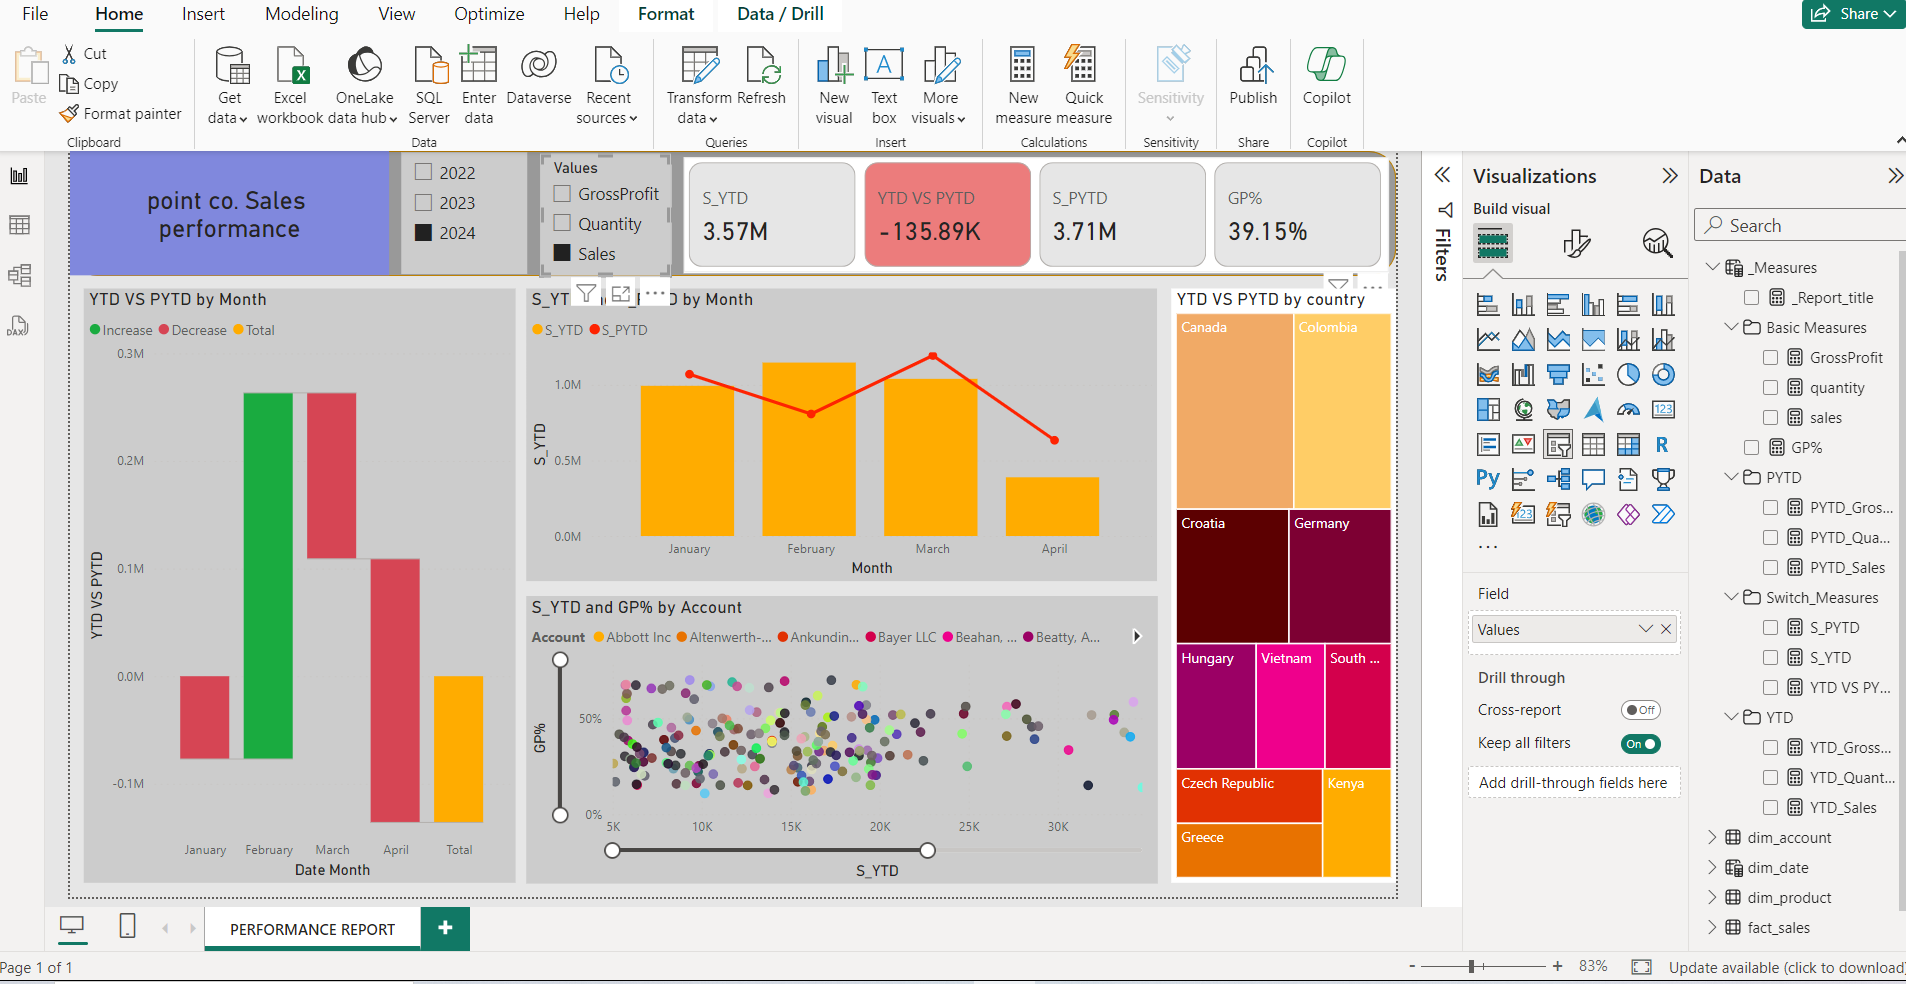 File Home Insert Modeling View Optimize Help Format Data / Drill Share
Paste
Cut
Copy
Format painter
Clipboard
Get data
Excel workbook
OneLake data hub
SQL Server
Enter data
Dataverse
Recent sources
Data
Transform data
Refresh
Queries
New visual
Text box
More visuals
Insert
New measure
Quick measure
Calculations
Sensitivity
Sensitivity
Publish
Share
Copilot
Copilot
point co. Sales
performance
2022
2023
2024
Values
GrossProfit
Quantity
Sales
S_YTD
3.57M
YTD VS PYTD
-135.89K
S_PYTD
3.71M
GP%
39.15%
YTD VS PYTD by Month
Increase Decrease Total
0.3M
0.2M
0.1M
0.0M
-0.1M
YTD VS PYTD
January February March April Total
Date Month
S_YT D by Month
S_YTD S_PYTD
1.0M
0.5M
0.0M
S_YTD
January February March April
Month
S_YTD and GP% by Account
Account Abbott Inc Altenwerth-... Ankundin... Bayer LLC Beahan, ... Beatty, A...
GP%
50%
0%
5K 10K 15K 20K 25K 30K
S_YTD
YTD VS PYTD by country
Canada
Colombia
Croatia
Germany
Hungary
Vietnam
South ...
Czech Republic
Kenya
Greece
Filters
Visualizations
Build visual
123
R
Py
123
...
Field
Values
Drill through
Cross-report Off
Keep all filters On
Add drill-through fields here
Data
Search
_Measures
_Report_title
Basic Measures
GrossProfit
quantity
sales
GP%
PYTD
PYTD_Gros...
PYTD_Qua...
PYTD_Sales
Switch_Measures
S_PYTD
S_YTD
YTD VS PY...
YTD
YTD_Gross...
YTD_Quant...
YTD_Sales
dim_account
dim_date
dim_product
fact_sales
DAX
PERFORMANCE REPORT
+
Page 1 of 1
- + 83%
Update available (click to download)